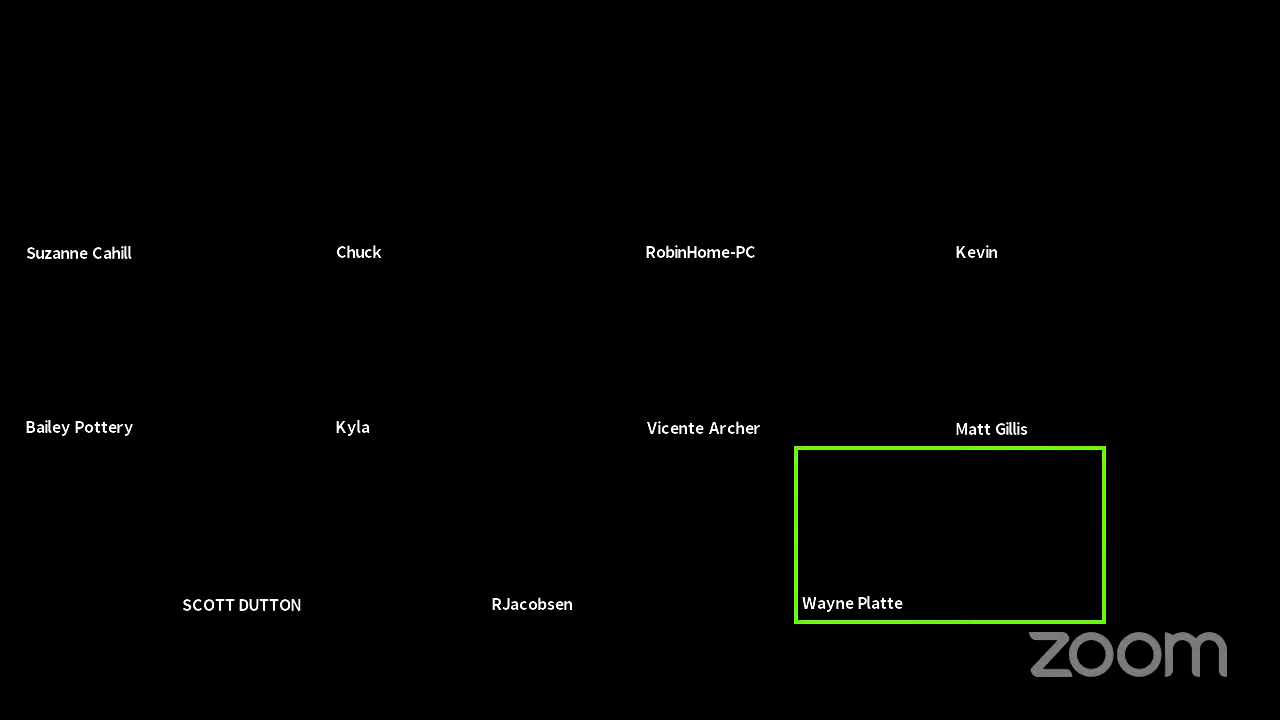 Suzanne Cahill
Chuck
RobinHome-PC
Kevin
Bailey Pottery
Kyla
Vicente Archer
Matt Gillis
SCOTT DUTTON
RJacobsen
Wayne Platte
zoom